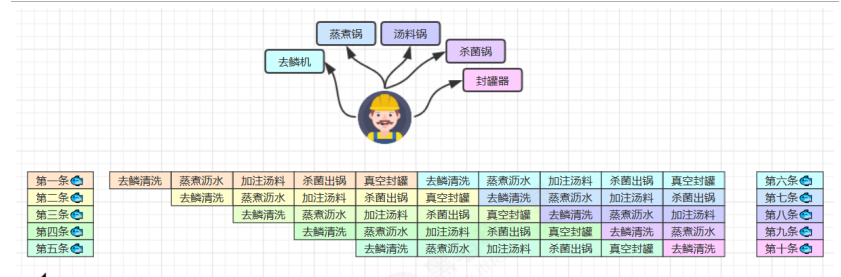 蒸煮锅 汤料锅
杀菌锅
去鳞机
封罐器
第一条 去鳞清洗 蒸煮沥水 加注汤料 杀菌出锅 真空封罐 去鳞清洗 蒸煮沥水 加注汤料 杀菌出锅 真空封罐 第六条
第二条 去鳞清洗 蒸煮沥水 加注汤料 杀菌出锅 真空封罐 去鳞清洗 蒸煮沥水 加注汤料 杀菌出锅 第七条
第三条 去鳞清洗 蒸煮沥水 加注汤料 杀菌出锅 真空封罐 去鳞清洗 蒸煮沥水 加注汤料 第八条
第四条 去鳞清洗 蒸煮沥水 加注汤料 杀菌出锅 真空封罐 去鳞清洗 蒸煮沥水 第九条
第五条 去鳞清洗 蒸煮沥水 加注汤料 杀菌出锅 真空封罐 去鳞清洗 第十条